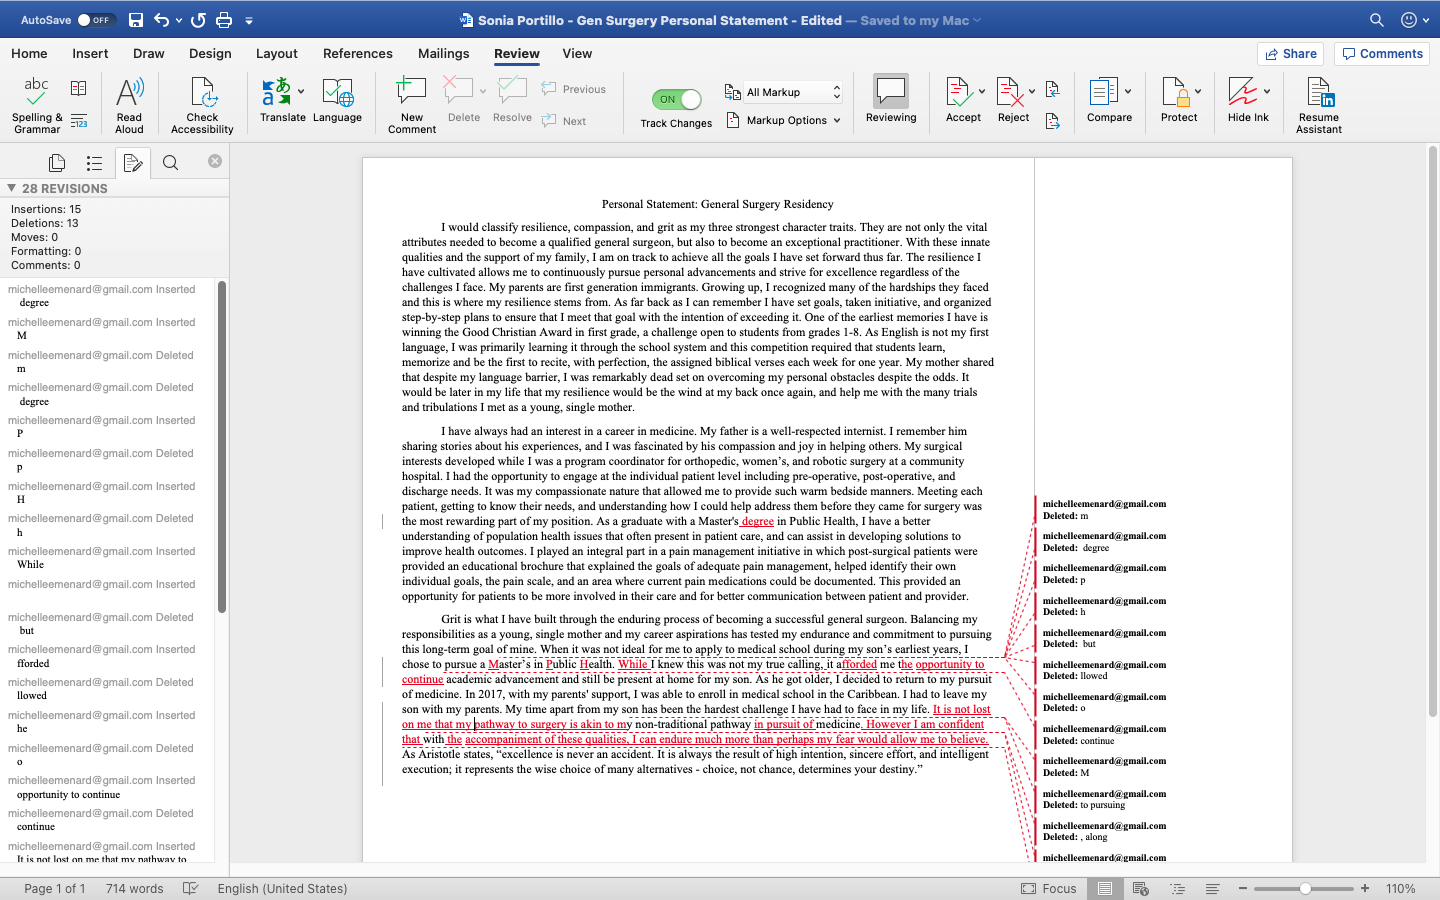 AutoSave OFF
Sonia Portillo - Gen Surgery Personal Statement - Edited — Saved to my Mac
Home Insert Draw Design Layout References Mailings Review View
Share Comments
abc
Spelling & Grammar
123
A
Read Aloud
Check Accessibility
Translate
Language
New Comment
Delete
Resolve
Previous
Next
ON
Track Changes
All Markup
Markup Options
Reviewing
Accept
Reject
Compare
Protect
Hide Ink
Resume Assistant
28 REVISIONS
Insertions: 15
Deletions: 13
Moves: 0
Formatting: 0
Comments: 0
michelleemenard@gmail.com Inserted
degree
michelleemenard@gmail.com Inserted
M
michelleemenard@gmail.com Deleted
m
michelleemenard@gmail.com Deleted
degree
michelleemenard@gmail.com Inserted
P
michelleemenard@gmail.com Deleted
p
michelleemenard@gmail.com Inserted
H
michelleemenard@gmail.com Deleted
h
michelleemenard@gmail.com Inserted
While
michelleemenard@gmail.com Inserted
michelleemenard@gmail.com Deleted
but
michelleemenard@gmail.com Inserted
fforded
michelleemenard@gmail.com Deleted
llowed
michelleemenard@gmail.com Inserted
he
michelleemenard@gmail.com Deleted
o
michelleemenard@gmail.com Inserted
opportunity to continue
michelleemenard@gmail.com Deleted
continue
michelleemenard@gmail.com Inserted
It is not lost on me that my pathway to
Personal Statement: General Surgery Residency
I would classify resilience, compassion, and grit as my three strongest character traits. They are not only the vital
attributes needed to become a qualified general surgeon, but also to become an exceptional practitioner. With these innate
qualities and the support of my family, I am on track to achieve all the goals I have set forward thus far. The resilience I
have cultivated allows me to continuously pursue personal advancements and strive for excellence regardless of the
challenges I face. My parents are first generation immigrants. Growing up, I recognized many of the hardships they faced
and this is where my resilience stems from. As far back as I can remember I have set goals, taken initiative, and organized
step-by-step plans to ensure that I meet that goal with the intention of exceeding it. One of the earliest memories I have is
winning the Good Christian Award in first grade, a challenge open to students from grades 1-8. As English is not my first
language, I was primarily learning it through the school system and this competition required that students learn,
memorize and be the first to recite, with perfection, the assigned biblical verses each week for one year. My mother shared
that despite my language barrier, I was remarkably dead set on overcoming my personal obstacles despite the odds. It
would be later in my life that my resilience would be the wind at my back once again, and help me with the many trials
and tribulations I met as a young, single mother.
I have always had an interest in a career in medicine. My father is a well-respected internist. I remember him
sharing stories about his experiences, and I was fascinated by his compassion and joy in helping others. My surgical
interests developed while I was a program coordinator for orthopedic, women's, and robotic surgery at a community
hospital. I had the opportunity to engage at the individual patient level including pre-operative, post-operative, and
discharge needs. It was my compassionate nature that allowed me to provide such warm bedside manners. Meeting each
patient, getting to know their needs, and understanding how I could help address them before they came for surgery was
the most rewarding part of my position. As a graduate with a Master's degree in Public Health, I have a better
understanding of population health issues that often present in patient care, and can assist in developing solutions to
improve health outcomes. I played an integral part in a pain management initiative in which post-surgical patients were
provided an educational brochure that explained the goals of adequate pain management, helped identify their own
individual goals, the pain scale, and an area where current pain medications could be documented. This provided an
opportunity for patients to be more involved in their care and for better communication between patient and provider.
Grit is what I have built through the enduring process of becoming a successful general surgeon. Balancing my
responsibilities as a young, single mother and my career aspirations has tested my endurance and commitment to pursuing
this long-term goal of mine. When it was not ideal for me to apply to medical school during my son's earliest years, I
chose to pursue a Master's in Public Health. While I knew this was not my true calling, it afforded me the opportunity to
continue academic advancement and still be present at home for my son. As he got older, I decided to return to my pursuit
of medicine. In 2017, with my parents' support, I was able to enroll in medical school in the Caribbean. I had to leave my
son with my parents. My time apart from my son has been the hardest challenge I have had to face in my life. It is not lost
on me that my pathway to surgery is akin to my non-traditional pathway in pursuit of medicine. However I am confident
that with the accompaniment of these qualities, I can endure much more than perhaps my fear would allow me to believe.
As Aristotle states, “excellence is never an accident. It is always the result of high intention, sincere effort, and intelligent
execution; it represents the wise choice of many alternatives - choice, not chance, determines your destiny.”
michelleemenard@gmail.com
Deleted: m
michelleemenard@gmail.com
Deleted: degree
michelleemenard@gmail.com
Deleted: p
michelleemenard@gmail.com
Deleted: h
michelleemenard@gmail.com
Deleted: but
michelleemenard@gmail.com
Deleted: llowed
michelleemenard@gmail.com
Deleted: o
michelleemenard@gmail.com
Deleted: continue
michelleemenard@gmail.com
Deleted: M
michelleemenard@gmail.com
Deleted: to pursuing
michelleemenard@gmail.com
Deleted: , along
michelleemenard@gmail.com
Page 1 of 1 714 words English (United States) Focus 110%